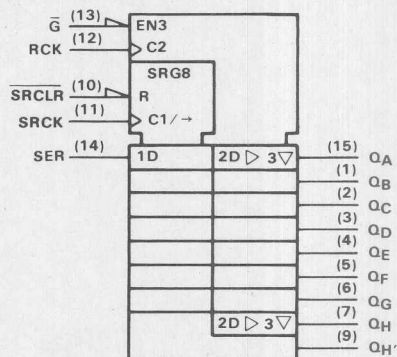 G̅ (13) EN3
RCK (12) C2
SRG8
S̅R̅C̅L̅R̅ (10) R
SRCK (11) C1/→
SER (14) 1D 2D ▷ 3▽ (15) QA
(1) QB
(2) QC
(3) QD
(4) QE
(5) QF
(6) QG
2D ▷ 3▽ (7) QH
(9) QH'